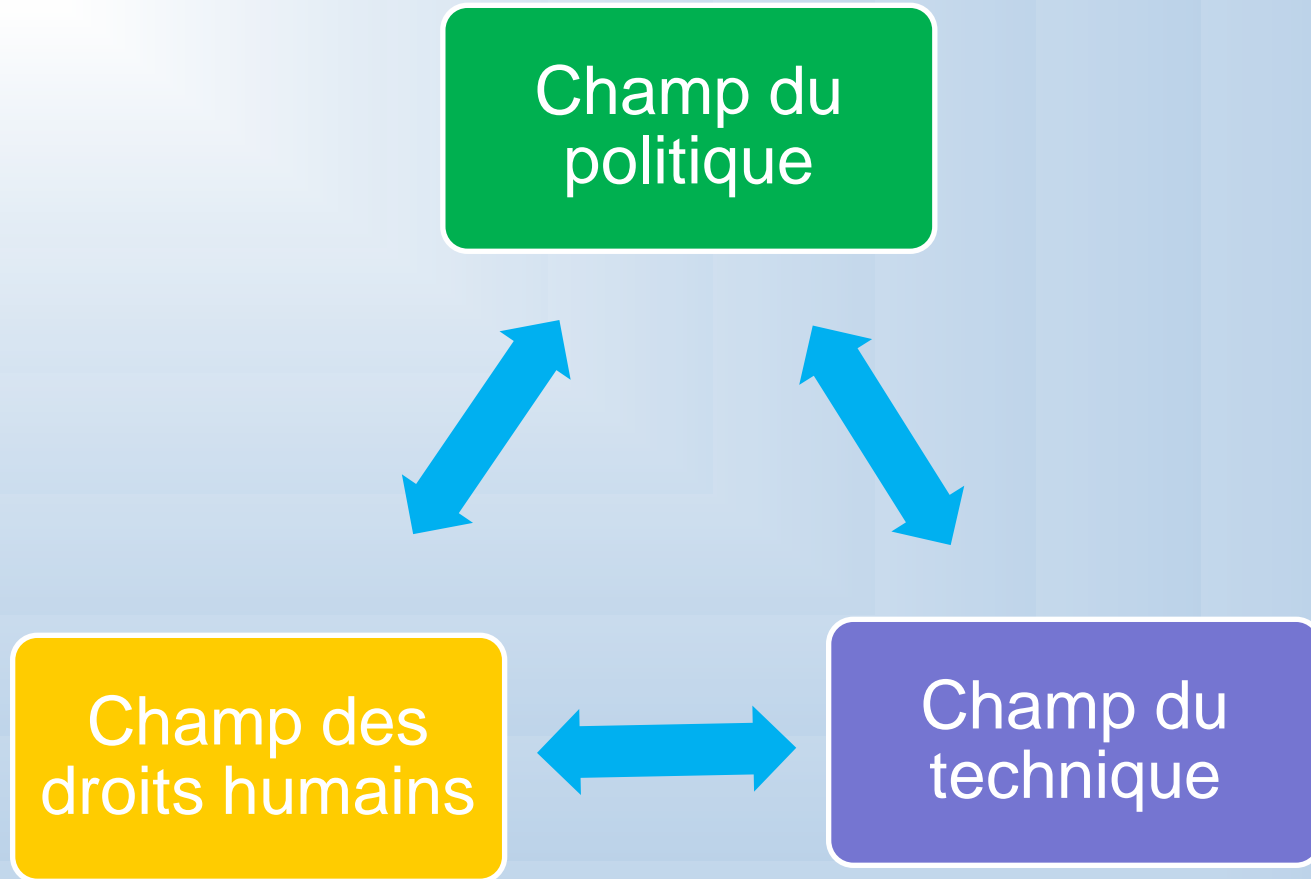 Champ du
politique
Champ des
droits humains
Champ du
technique